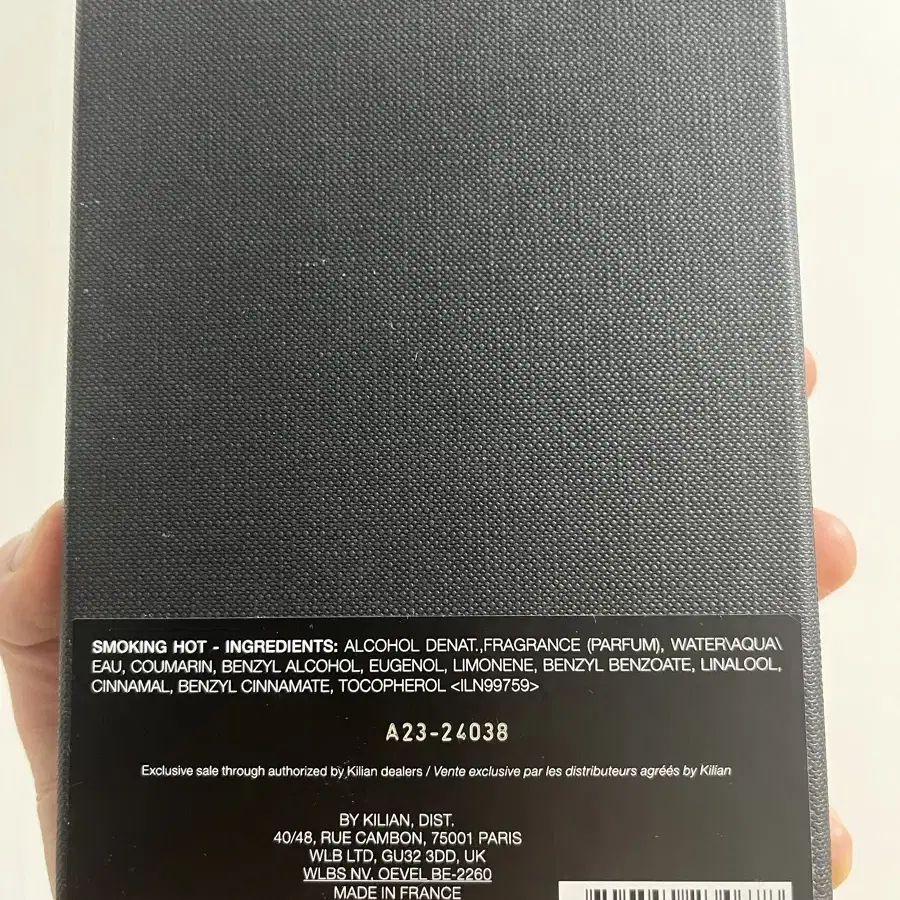 SMOKING HOT - INGREDIENTS: ALCOHOL DENAT.,FRAGRANCE (PARFUM), WATER\AQUA\
EAU, COUMARIN, BENZYL ALCOHOL, EUGENOL, LIMONENE, BENZYL BENZOATE, LINALOOL,
CINNAMAL, BENZYL CINNAMATE, TOCOPHEROL <ILN99759>
A23-24038
Exclusive sale through authorized by Kilian dealers / Vente exclusive par les distributeurs agréés by Kilian
BY KILIAN, DIST.
40/48, RUE CAMBON, 75001 PARIS
WLB LTD, GU32 3DD, UK
WLBS NV, OEVEL BE-2260
MADE IN FRANCE